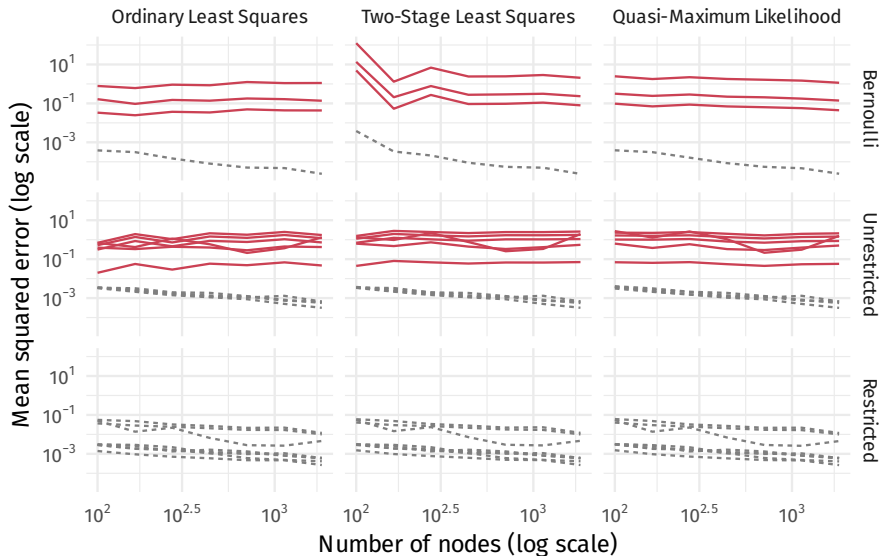 Ordinary Least Squares
Two-Stage Least Squares
Quasi-Maximum Likelihood
Mean squared error (log scale)
10^1
10^-1
10^-3
Bernoulli
10^1
10^-1
10^-3
Unrestricted
10^1
10^-1
10^-3
Restricted
10^2 10^2.5 10^3
10^2 10^2.5 10^3
10^2 10^2.5 10^3
Number of nodes (log scale)